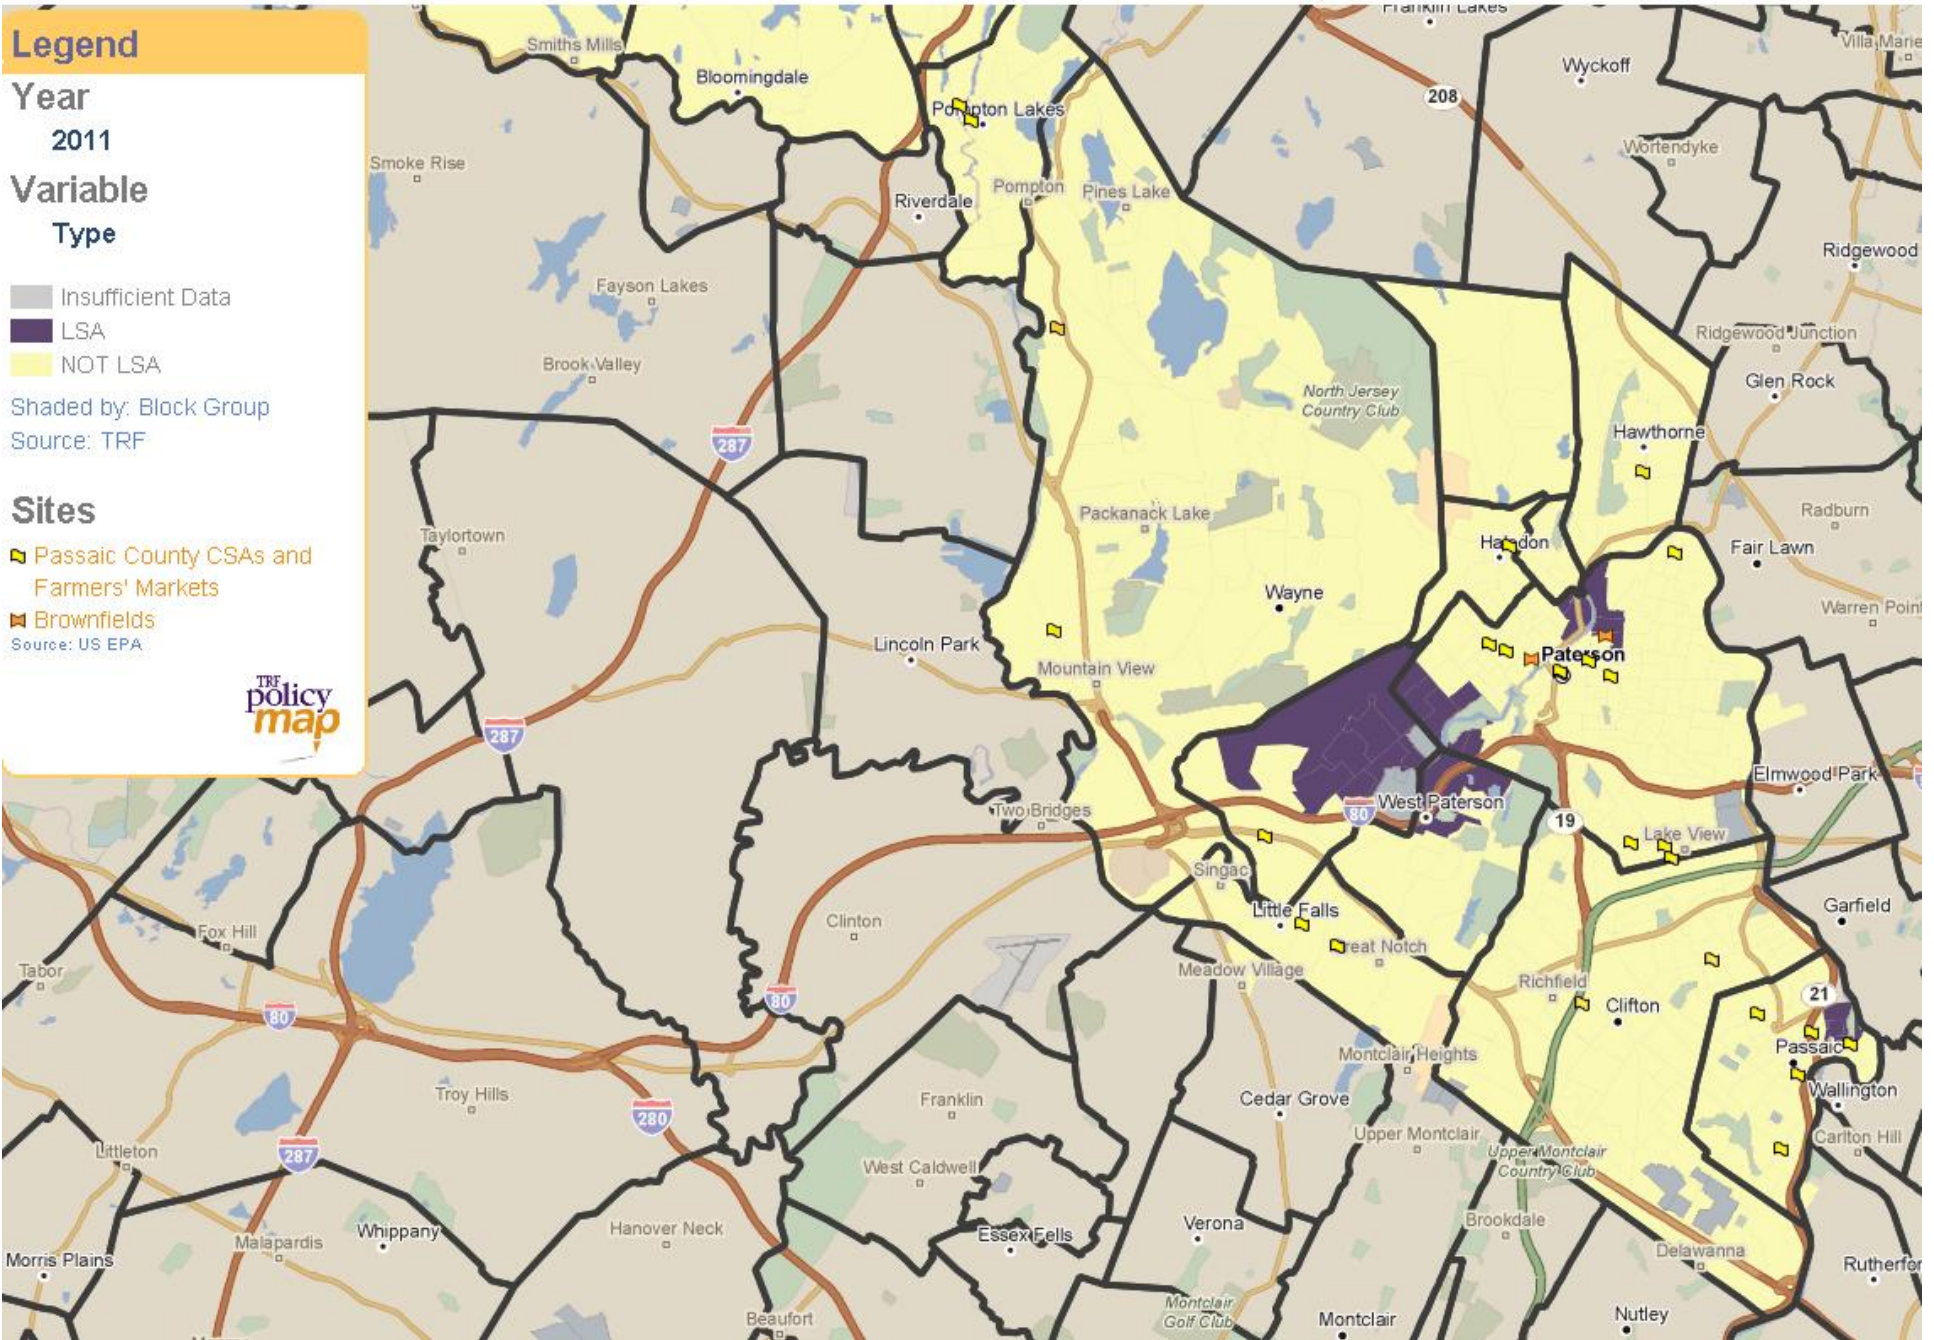 Legend
Year
2011
Variable
Type
Insufficient Data
LSA
NOT LSA
Shaded by: Block Group
Source: TRF
Sites
Passaic County CSAs and
Farmers' Markets
Brownfields
Source: US EPA
TRF
policy
map
Franklin Lakes
Smiths Mills
Villa Marie
Wyckoff
Bloomingdale
208
Pompton Lakes
Wortendyke
Smoke Rise
Pompton
Pines Lake
Riverdale
Ridgewood
Fayson Lakes
Ridgewood Junction
Brook Valley
Glen Rock
North Jersey
Country Club
Hawthorne
287
Packanack Lake
Radburn
Taylortown
Haledon
Fair Lawn
Wayne
Warren Point
Lincoln Park
Paterson
Mountain View
287
Elmwood Park
Two Bridges
West Paterson
80
19
Lake View
Singac
Little Falls
Garfield
Clinton
Fox Hill
Great Notch
Tabor
Meadow Village
Richfield
80
80
21
Clifton
Passaic
Montclair Heights
Troy Hills
Franklin
Cedar Grove
Wallington
280
Upper Montclair
Carlton Hill
Littleton
287
Upper Montclair
Country Club
West Caldwell
Verona
Brookdale
Whippany
Hanover Neck
Essex Fells
Malapardis
Delawanna
Morris Plains
Rutherfor
Montclair
Golf Club
Beaufort
Montclair
Nutley